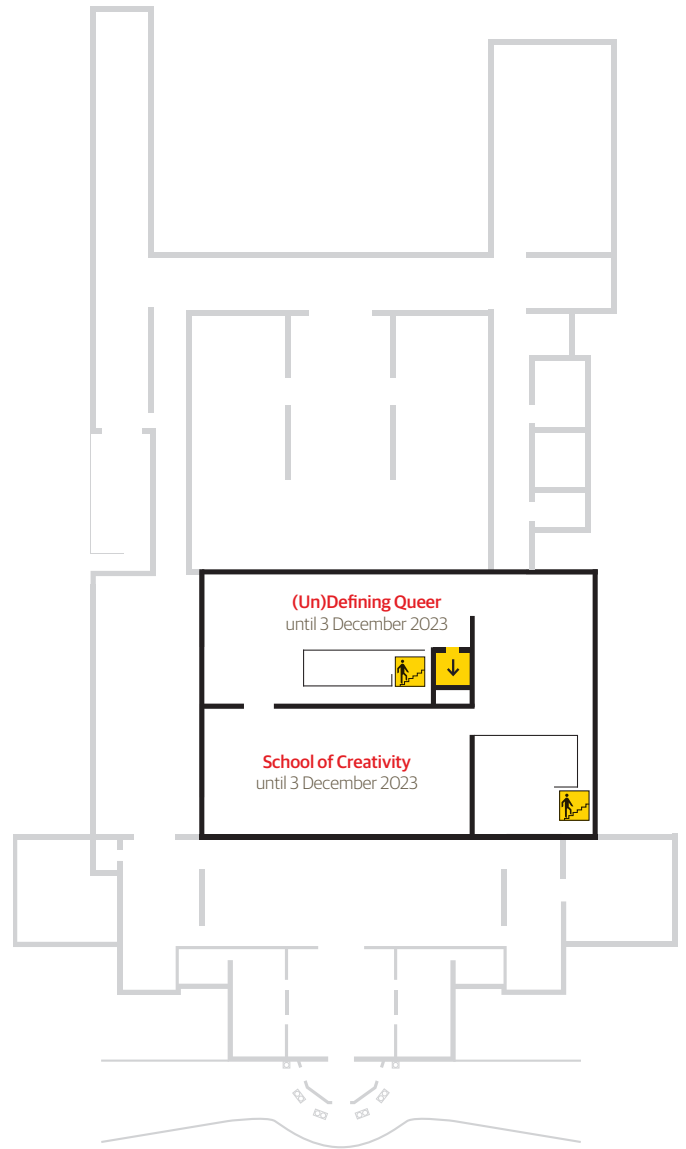 (Un)Defining Queer
until 3 December 2023
School of Creativity
until 3 December 2023